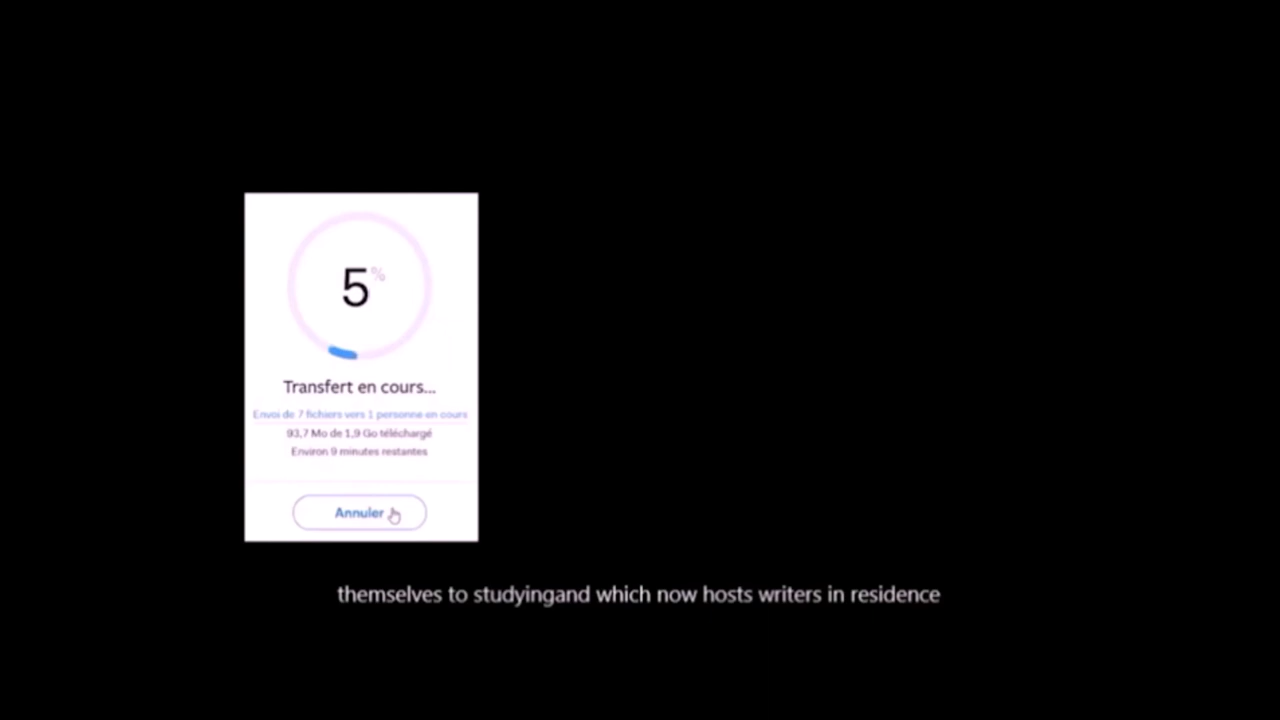 5%
Transfert en cours...
Envoi de 7 fichiers vers 1 personne en cours
93,7 Mo de 1,9 Go téléchargé
Environ 9 minutes restantes
Annuler
themselves to studyingand which now hosts writers in residence